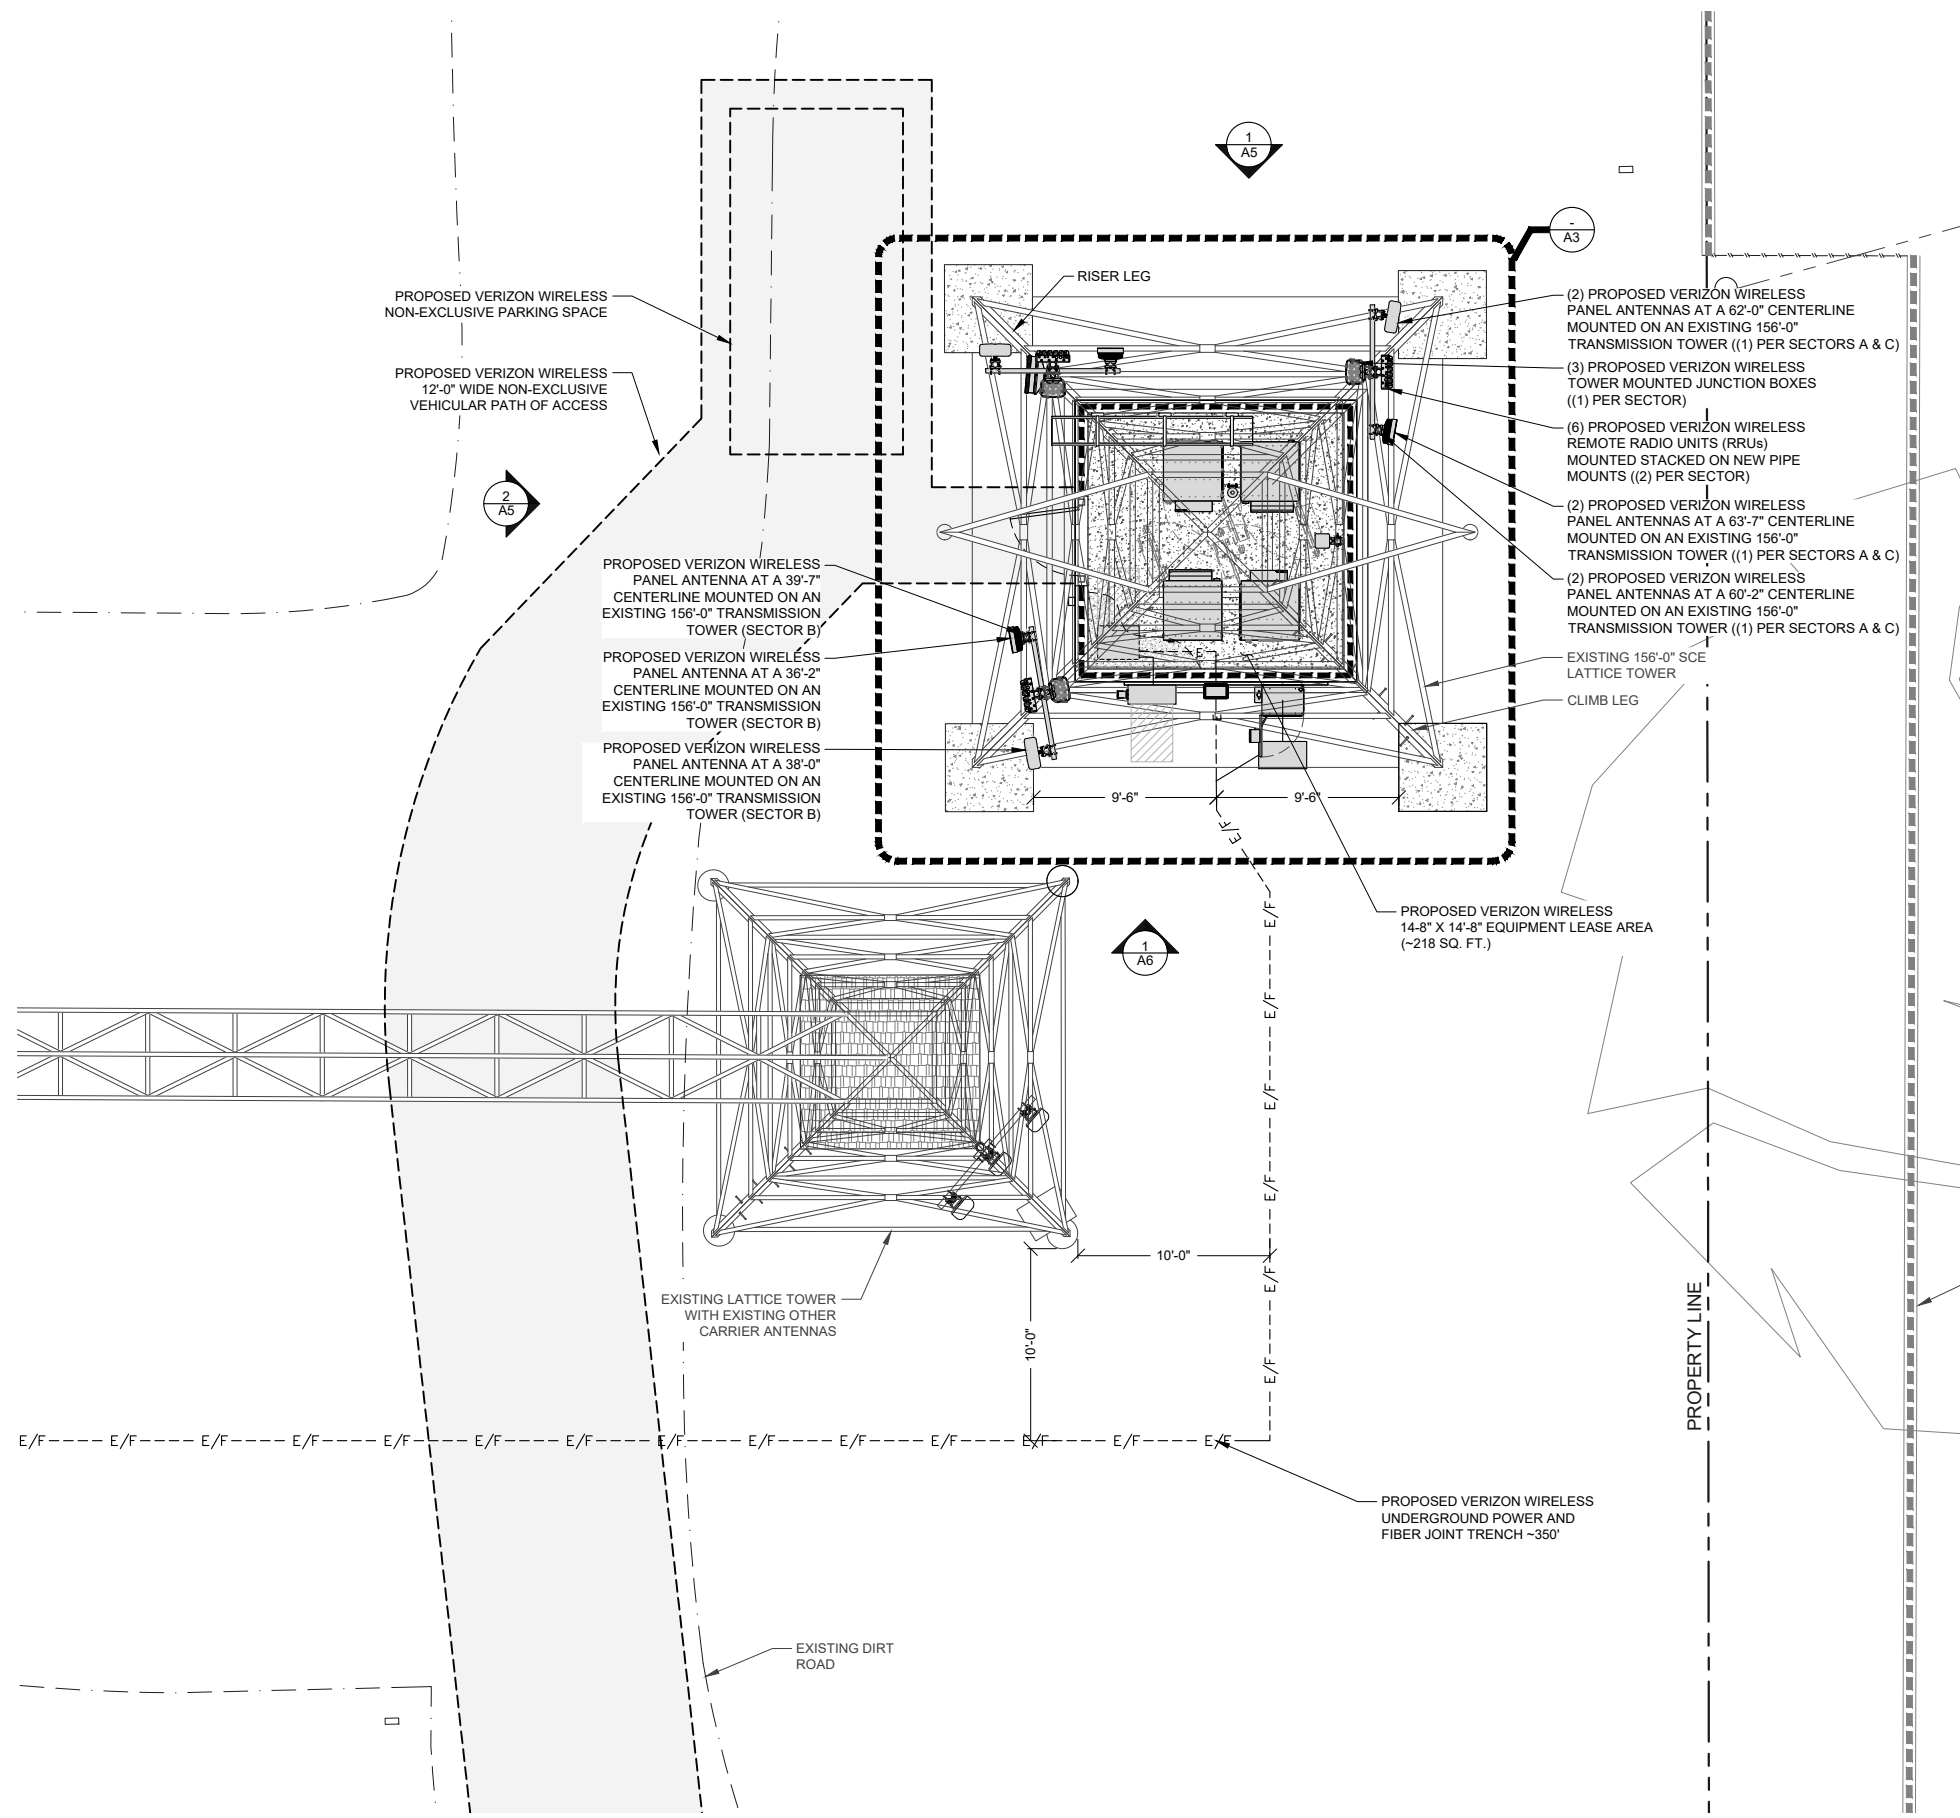 1
A5
-
A3
RISER LEG
PROPOSED VERIZON WIRELESS
NON-EXCLUSIVE PARKING SPACE
PROPOSED VERIZON WIRELESS
12'-0" WIDE NON-EXCLUSIVE
VEHICULAR PATH OF ACCESS
(2) PROPOSED VERIZON WIRELESS
PANEL ANTENNAS AT A 62'-0" CENTERLINE
MOUNTED ON AN EXISTING 156'-0"
TRANSMISSION TOWER ((1) PER SECTORS A & C)
(3) PROPOSED VERIZON WIRELESS
TOWER MOUNTED JUNCTION BOXES
((1) PER SECTOR)
(6) PROPOSED VERIZON WIRELESS
REMOTE RADIO UNITS (RRUs)
MOUNTED STACKED ON NEW PIPE
MOUNTS ((2) PER SECTOR)
2
A5
(2) PROPOSED VERIZON WIRELESS
PANEL ANTENNAS AT A 63'-7" CENTERLINE
MOUNTED ON AN EXISTING 156'-0"
TRANSMISSION TOWER ((1) PER SECTORS A & C)
(2) PROPOSED VERIZON WIRELESS
PANEL ANTENNAS AT A 60'-2" CENTERLINE
MOUNTED ON AN EXISTING 156'-0"
TRANSMISSION TOWER ((1) PER SECTORS A & C)
PROPOSED VERIZON WIRELESS
PANEL ANTENNA AT A 39'-7"
CENTERLINE MOUNTED ON AN
EXISTING 156'-0" TRANSMISSION
TOWER (SECTOR B)
PROPOSED VERIZON WIRELESS
PANEL ANTENNA AT A 36'-2"
CENTERLINE MOUNTED ON AN
EXISTING 156'-0" TRANSMISSION
TOWER (SECTOR B)
PROPOSED VERIZON WIRELESS
PANEL ANTENNA AT A 38'-0"
CENTERLINE MOUNTED ON AN
EXISTING 156'-0" TRANSMISSION
TOWER (SECTOR B)
E
EXISTING 156'-0" SCE
LATTICE TOWER
CLIMB LEG
9'-6"
9'-6"
E/F
E/F
PROPOSED VERIZON WIRELESS
14-8" X 14'-8" EQUIPMENT LEASE AREA
(~218 SQ. FT.)
1
A6
E/F
E/F
E/F
10'-0"
E/F
EXISTING LATTICE TOWER
WITH EXISTING OTHER
CARRIER ANTENNAS
10'-0"
E/F
PROPERTY LINE
E/F E/F E/F E/F E/F E/F E/F E/F E/F E/F E/F E/F E/F E/F
PROPOSED VERIZON WIRELESS
UNDERGROUND POWER AND
FIBER JOINT TRENCH ~350'
EXISTING DIRT
ROAD